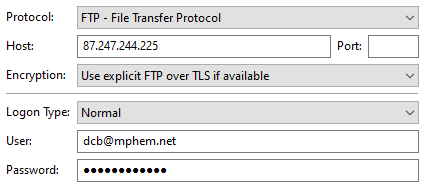 Protocol: FTP - File Transfer Protocol
Host: 87.247.244.225 Port:
Encryption: Use explicit FTP over TLS if available
Logon Type: Normal
User: dcb@mphem.net
Password: ●●●●●●●●●●●●